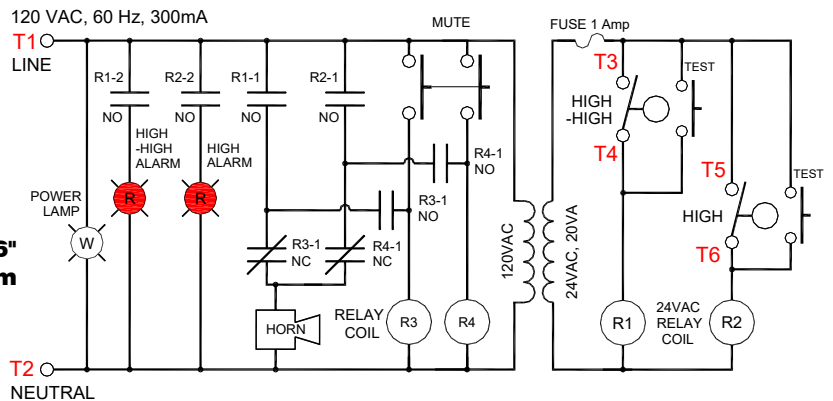 120 VAC, 60 Hz, 300mA
T1
LINE
MUTE
FUSE 1 Amp
R1-2
NO
R2-2
NO
R1-1
NO
R2-1
NO
T3
TEST
HIGH
-HIGH
T4
HIGH
-HIGH
ALARM
HIGH
ALARM
R
R
R4-1
NO
R3-1
NO
T5
TEST
HIGH
T6
POWER
LAMP
W
6"
m
R3-1
NC
R4-1
NC
120VAC
24VAC, 20VA
HORN
RELAY
COIL
R3
R4
R1
24VAC
RELAY
COIL
R2
T2
NEUTRAL